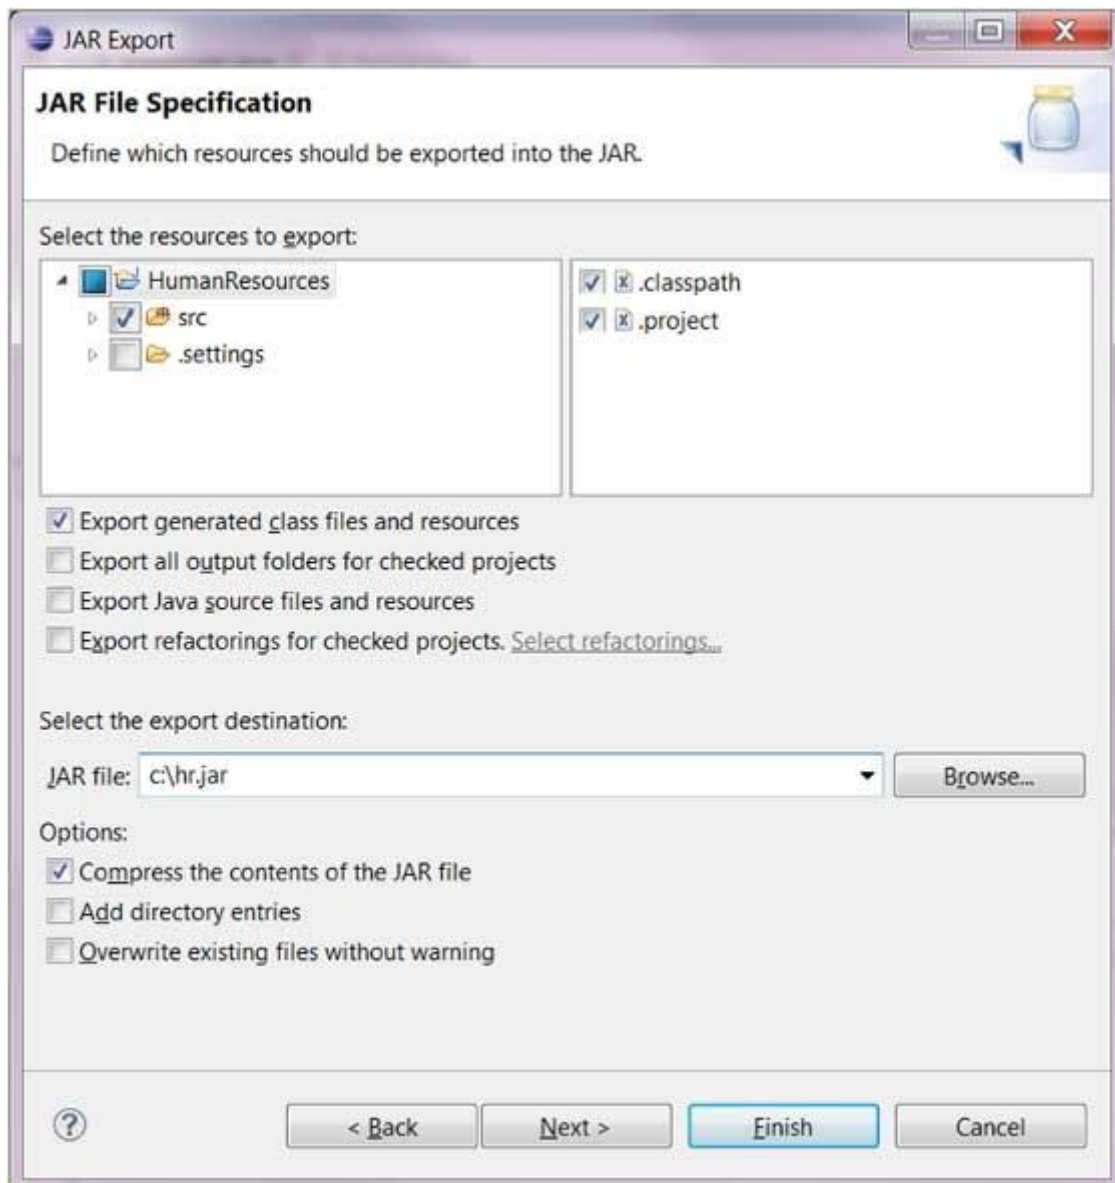 JAR Export
JAR File Specification
Define which resources should be exported into the JAR.
Select the resources to export:
HumanResources
src
.settings
.classpath
.project
Export generated class files and resources
Export all output folders for checked projects
Export Java source files and resources
Export refactorings for checked projects. Select refactorings...
Select the export destination:
JAR file: c:\hr.jar Browse...
Options:
Compress the contents of the JAR file
Add directory entries
Overwrite existing files without warning
? < Back Next > Finish Cancel